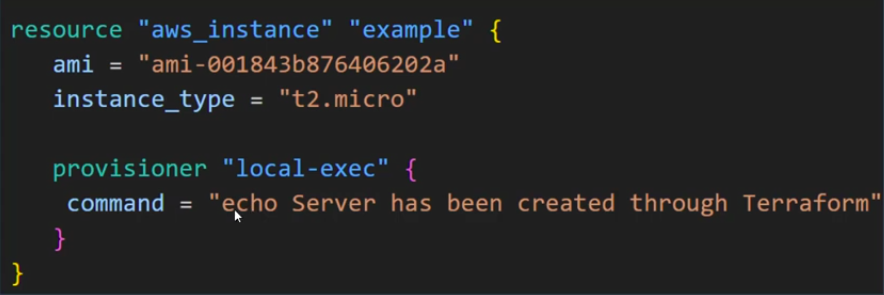 resource "aws_instance" "example" {
   ami = "ami-001843b876406202a"
   instance_type = "t2.micro"

   provisioner "local-exec" {
    command = "echo Server has been created through Terraform"
   }
}